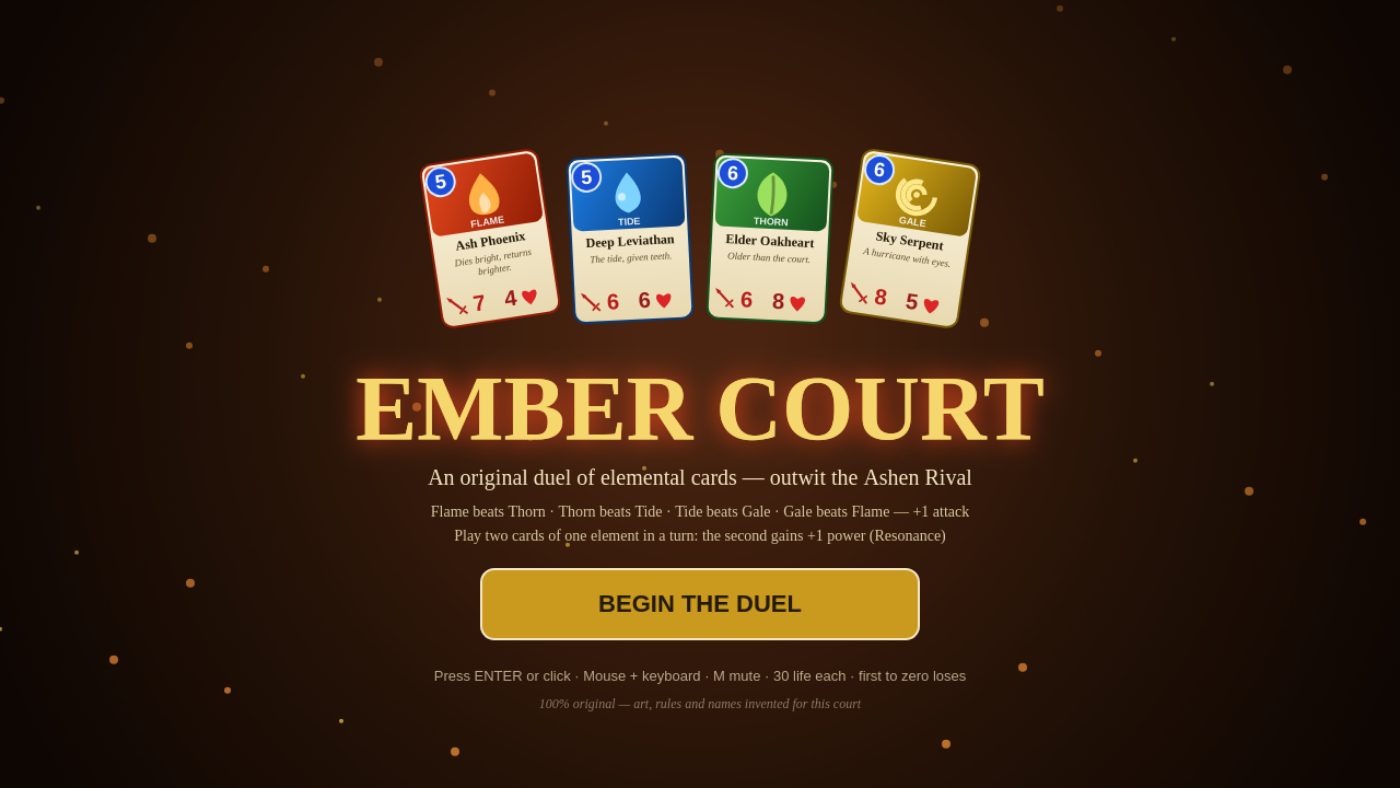 5
FLAME
Ash Phoenix
Dies bright, returns
brighter.
7 4
5
TIDE
Deep Leviathan
The tide, given teeth.
6 6
6
THORN
Elder Oakheart
Older than the court.
6 8
6
GALE
Sky Serpent
A hurricane with eyes.
8 5
EMBER COURT
An original duel of elemental cards — outwit the Ashen Rival
Flame beats Thorn · Thorn beats Tide · Tide beats Gale · Gale beats Flame — +1 attack
Play two cards of one element in a turn: the second gains +1 power (Resonance)
BEGIN THE DUEL
Press ENTER or click · Mouse + keyboard · M mute · 30 life each · first to zero loses
100% original — art, rules and names invented for this court